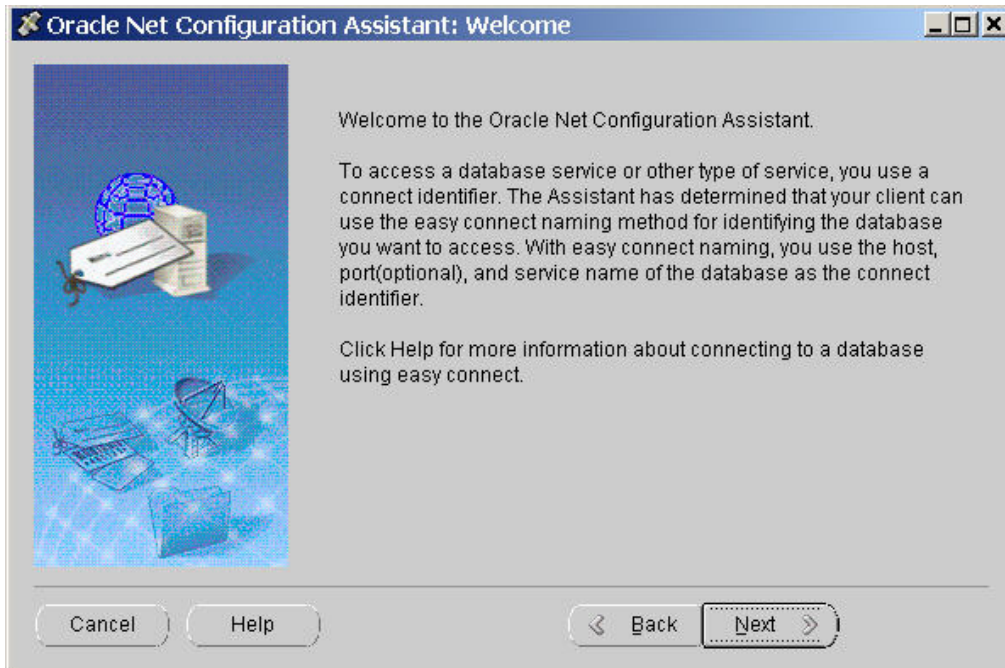 Oracle Net Configuration Assistant: Welcome
Welcome to the Oracle Net Configuration Assistant.
To access a database service or other type of service, you use a
connect identifier. The Assistant has determined that your client can
use the easy connect naming method for identifying the database
you want to access. With easy connect naming, you use the host,
port(optional), and service name of the database as the connect
identifier.
Click Help for more information about connecting to a database
using easy connect.
Cancel
Help
Back
Next